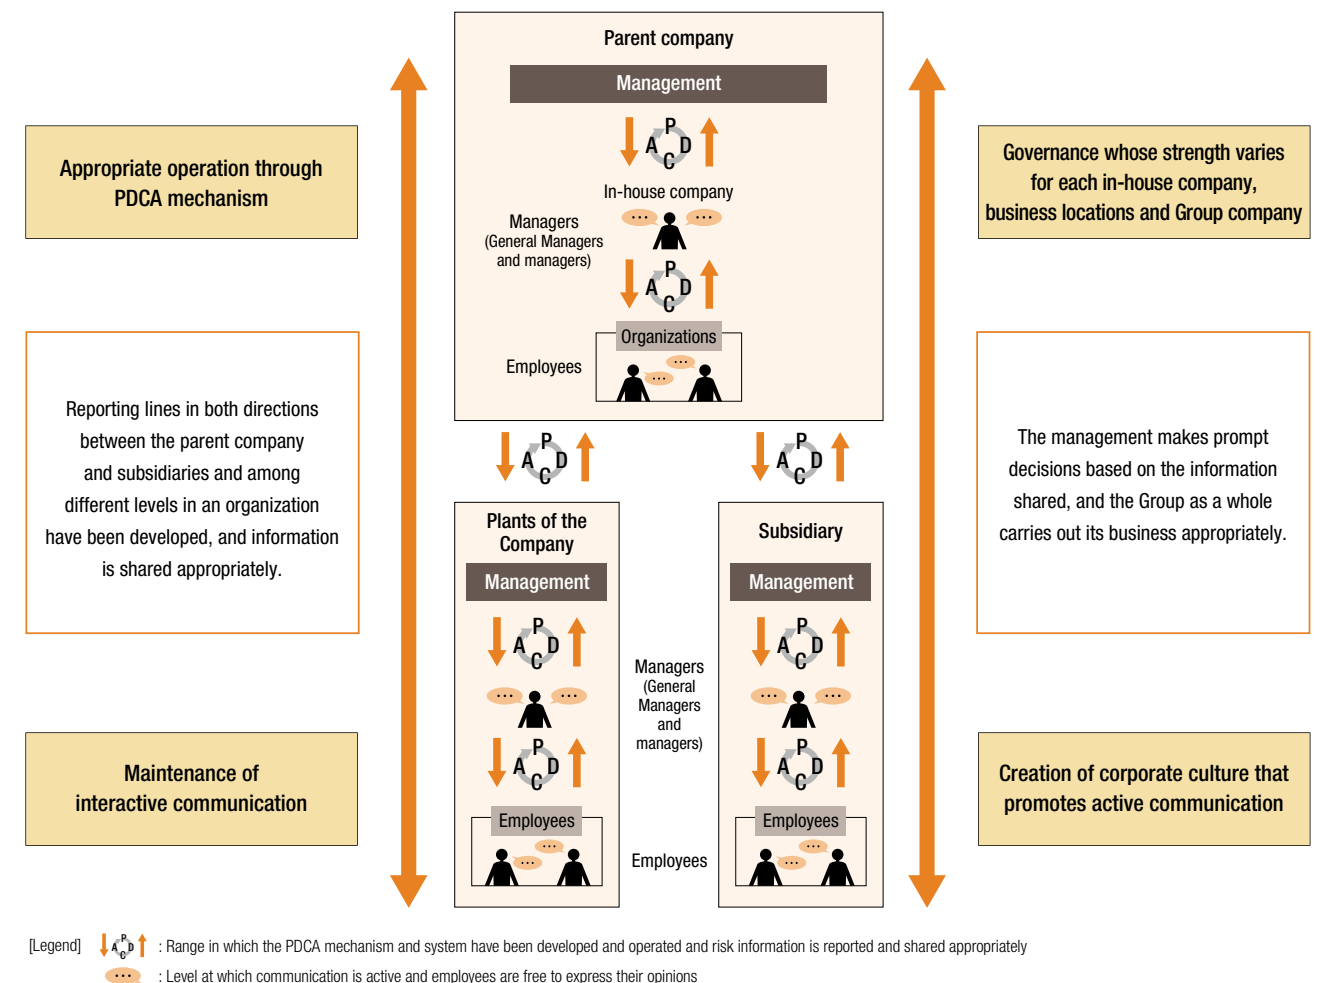 Parent company
Management
P
A D
C
In-house company
Managers
(General Managers
and managers)
P
A D
C
Organizations
Employees
Appropriate operation through
PDCA mechanism
Reporting lines in both directions
between the parent company
and subsidiaries and among
different levels in an organization
have been developed, and information
is shared appropriately.
Maintenance of
interactive communication
Governance whose strength varies
for each in-house company,
business locations and Group company
The management makes prompt
decisions based on the information
shared, and the Group as a whole
carries out its business appropriately.
Creation of corporate culture that
promotes active communication
P
A D
C
P
A D
C
Plants of the
Company
Management
P
A D
C
P
A D
C
Employees
Managers
(General
Managers
and
managers)
Employees
Subsidiary
Management
P
A D
C
P
A D
C
Employees
[Legend]
P
A D
C
: Range in which the PDCA mechanism and system have been developed and operated and risk information is reported and shared appropriately
: Level at which communication is active and employees are free to express their opinions